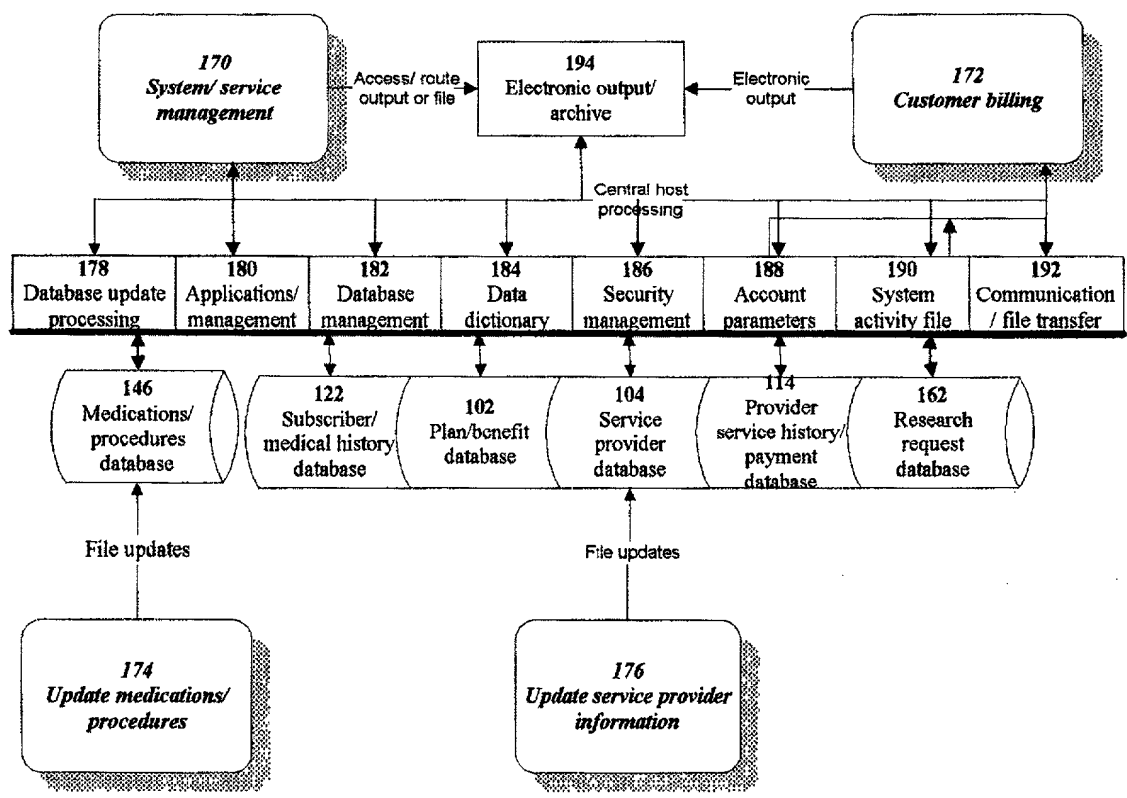 170
System/ service
management
Access/ route
output or file
194
Electronic output/
archive
Electronic
output
172
Customer billing
Central host
processing
178
Database update
processing
180
Applications/
management
182
Database
management
184
Data
dictionary
186
Security
management
188
Account
parameters
190
System
activity file
192
Communication
/ file transfer
146
Medications/
procedures
database
122
Subscriber/
medical history
database
102
Plan/benefit
database
104
Service
provider
database
114
Provider
service history/
payment
database
162
Research
request
database
File updates
File updates
174
Update medications/
procedures
176
Update service provider
information